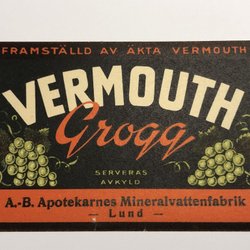 FRAMSTÄLLD AV ÄKTA VERMOUTH
VERMOUTH
Grogg
SERVERAS
AVKYLD
A.-B. Apotekarnes Mineralvattenfabrik
— Lund —